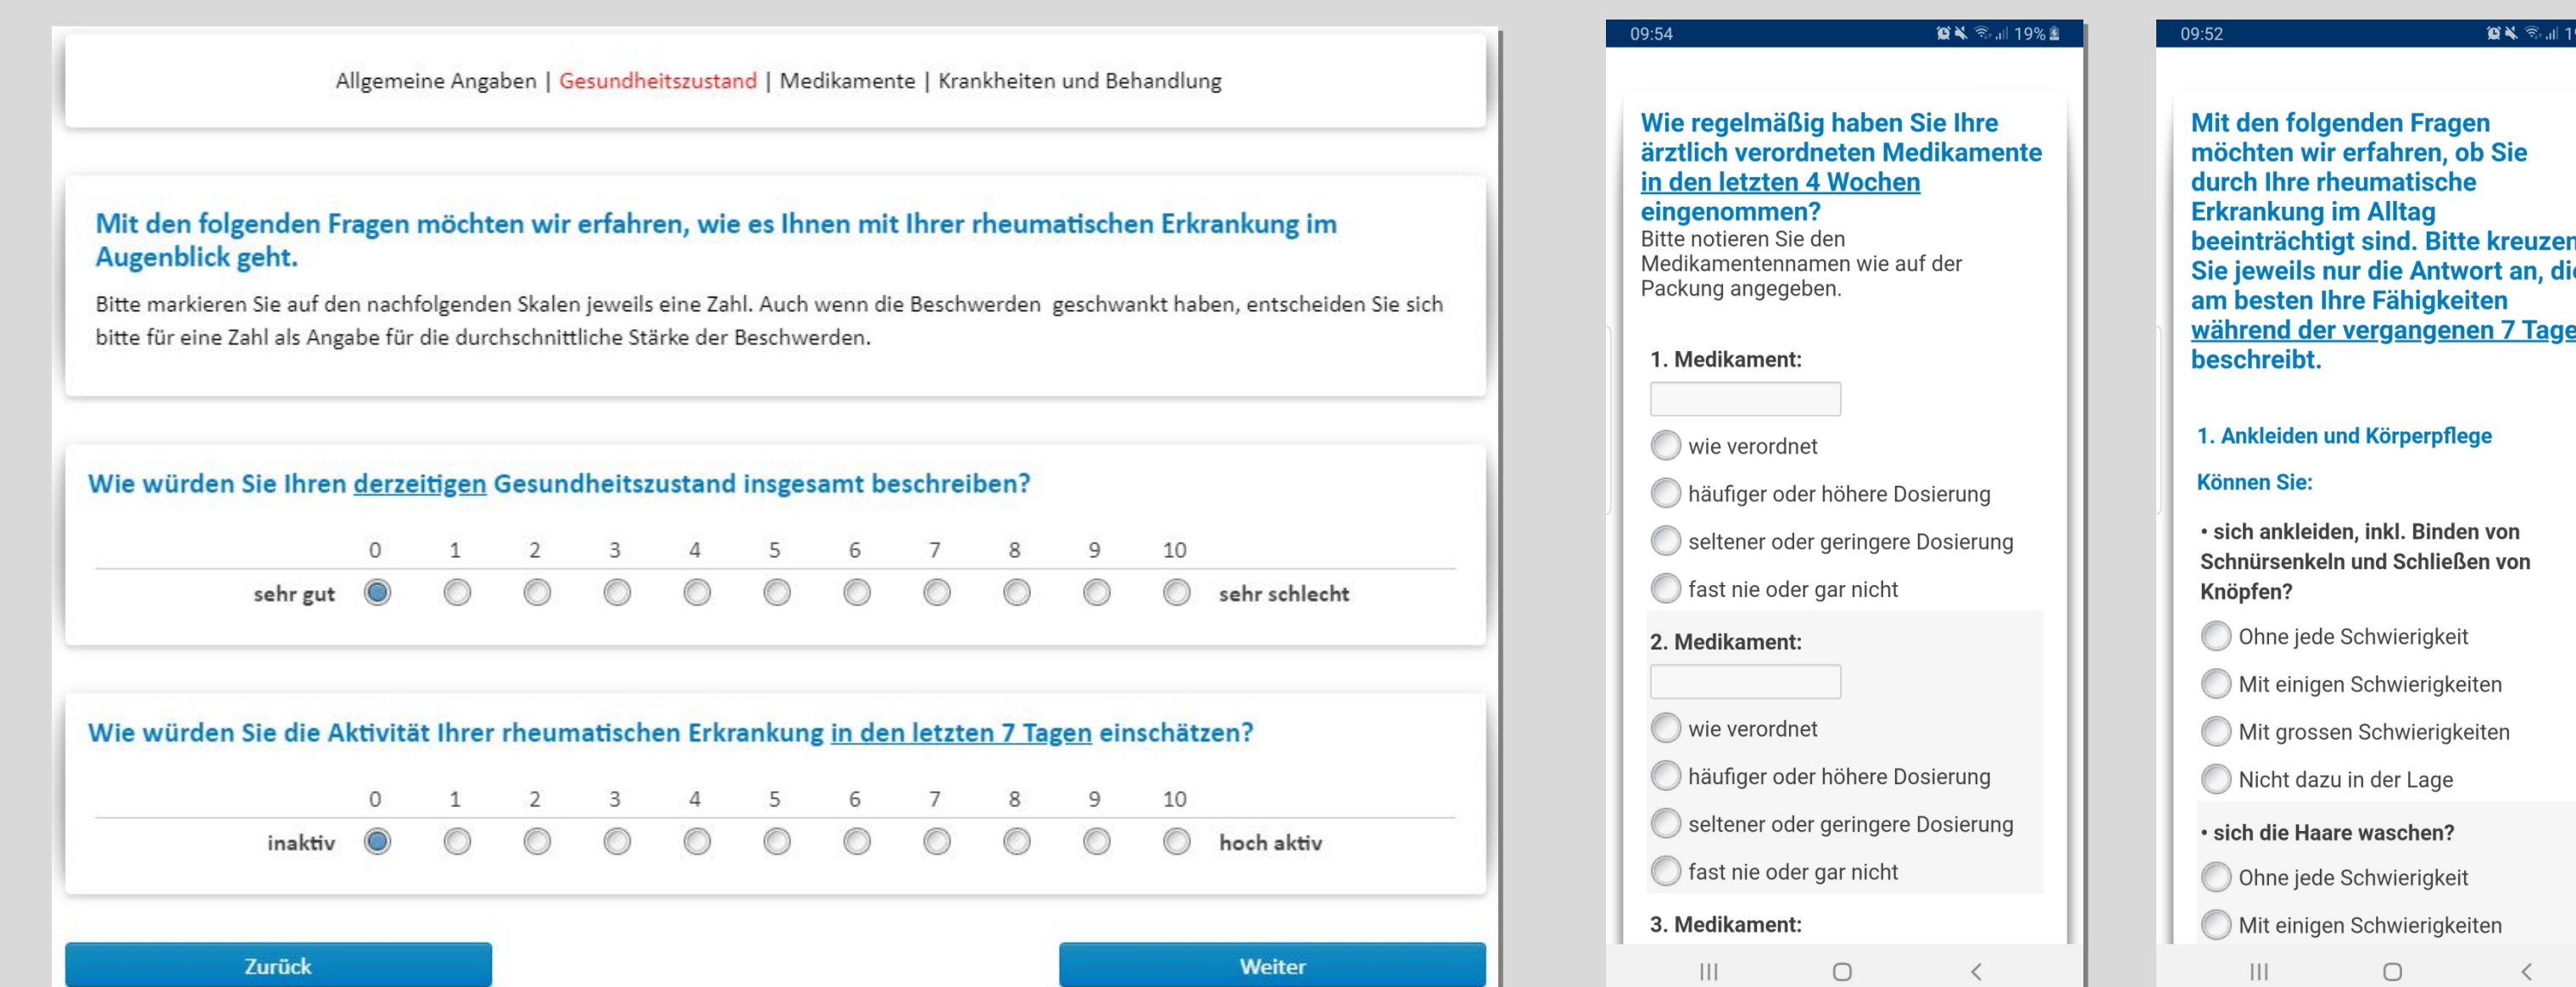 Allgemeine Angaben | Gesundheitszustand | Medikamente | Krankheiten und Behandlung
Mit den folgenden Fragen möchten wir erfahren, wie es Ihnen mit Ihrer rheumatischen Erkrankung im
Augenblick geht.
Bitte markieren Sie auf den nachfolgenden Skalen jeweils eine Zahl. Auch wenn die Beschwerden geschwankt haben, entscheiden Sie sich
bitte für eine Zahl als Angabe für die durchschnittliche Stärke der Beschwerden.
Wie würden Sie Ihren derzeitigen Gesundheitszustand insgesamt beschreiben?
0 1 2 3 4 5 6 7 8 9 10
sehr gut sehr schlecht
Wie würden Sie die Aktivität Ihrer rheumatischen Erkrankung in den letzten 7 Tagen einschätzen?
0 1 2 3 4 5 6 7 8 9 10
inaktiv hoch aktiv
Zurück Weiter
09:54 19%
Wie regelmäßig haben Sie Ihre
ärztlich verordneten Medikamente
in den letzten 4 Wochen
eingenommen?
Bitte notieren Sie den
Medikamentennamen wie auf der
Packung angegeben.
1. Medikament:
wie verordnet
häufiger oder höhere Dosierung
seltener oder geringere Dosierung
fast nie oder gar nicht
2. Medikament:
wie verordnet
häufiger oder höhere Dosierung
seltener oder geringere Dosierung
fast nie oder gar nicht
3. Medikament:
09:52
Mit den folgenden Fragen
möchten wir erfahren, ob Sie
durch Ihre rheumatische
Erkrankung im Alltag
beeinträchtigt sind. Bitte kreuzen
Sie jeweils nur die Antwort an, die
am besten Ihre Fähigkeiten
während der vergangenen 7 Tage
beschreibt.
1. Ankleiden und Körperpflege
Können Sie:
• sich ankleiden, inkl. Binden von
Schnürsenkeln und Schließen von
Knöpfen?
Ohne jede Schwierigkeit
Mit einigen Schwierigkeiten
Mit grossen Schwierigkeiten
Nicht dazu in der Lage
• sich die Haare waschen?
Ohne jede Schwierigkeit
Mit einigen Schwierigkeiten